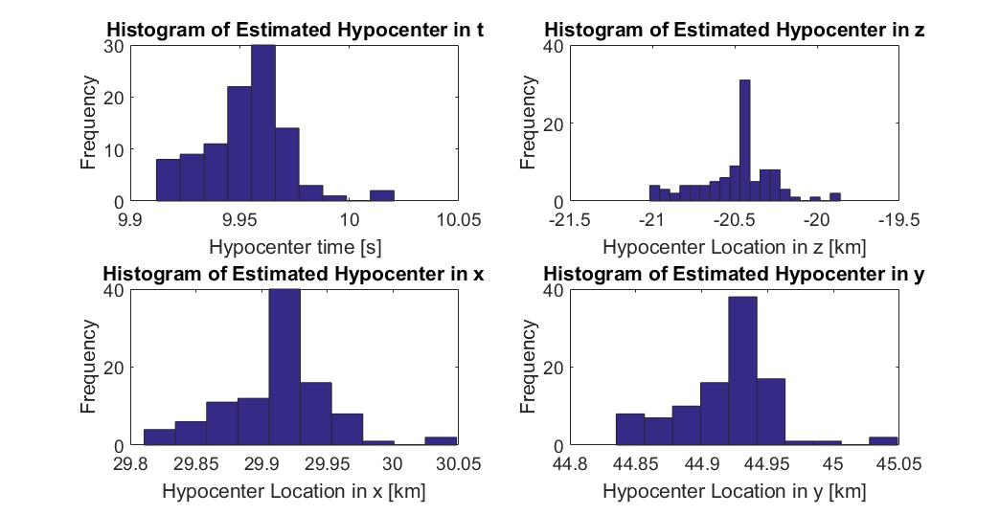 Histogram of Estimated Hypocenter in t
30
20
10
0
Frequency
9.9 9.95 10 10.05
Hypocenter time [s]
Histogram of Estimated Hypocenter in z
40
20
0
Frequency
-21.5 -21 -20.5 -20 -19.5
Hypocenter Location in z [km]
Histogram of Estimated Hypocenter in x
40
20
0
Frequency
29.8 29.85 29.9 29.95 30 30.05
Hypocenter Location in x [km]
Histogram of Estimated Hypocenter in y
40
20
0
Frequency
44.8 44.85 44.9 44.95 45 45.05
Hypocenter Location in y [km]